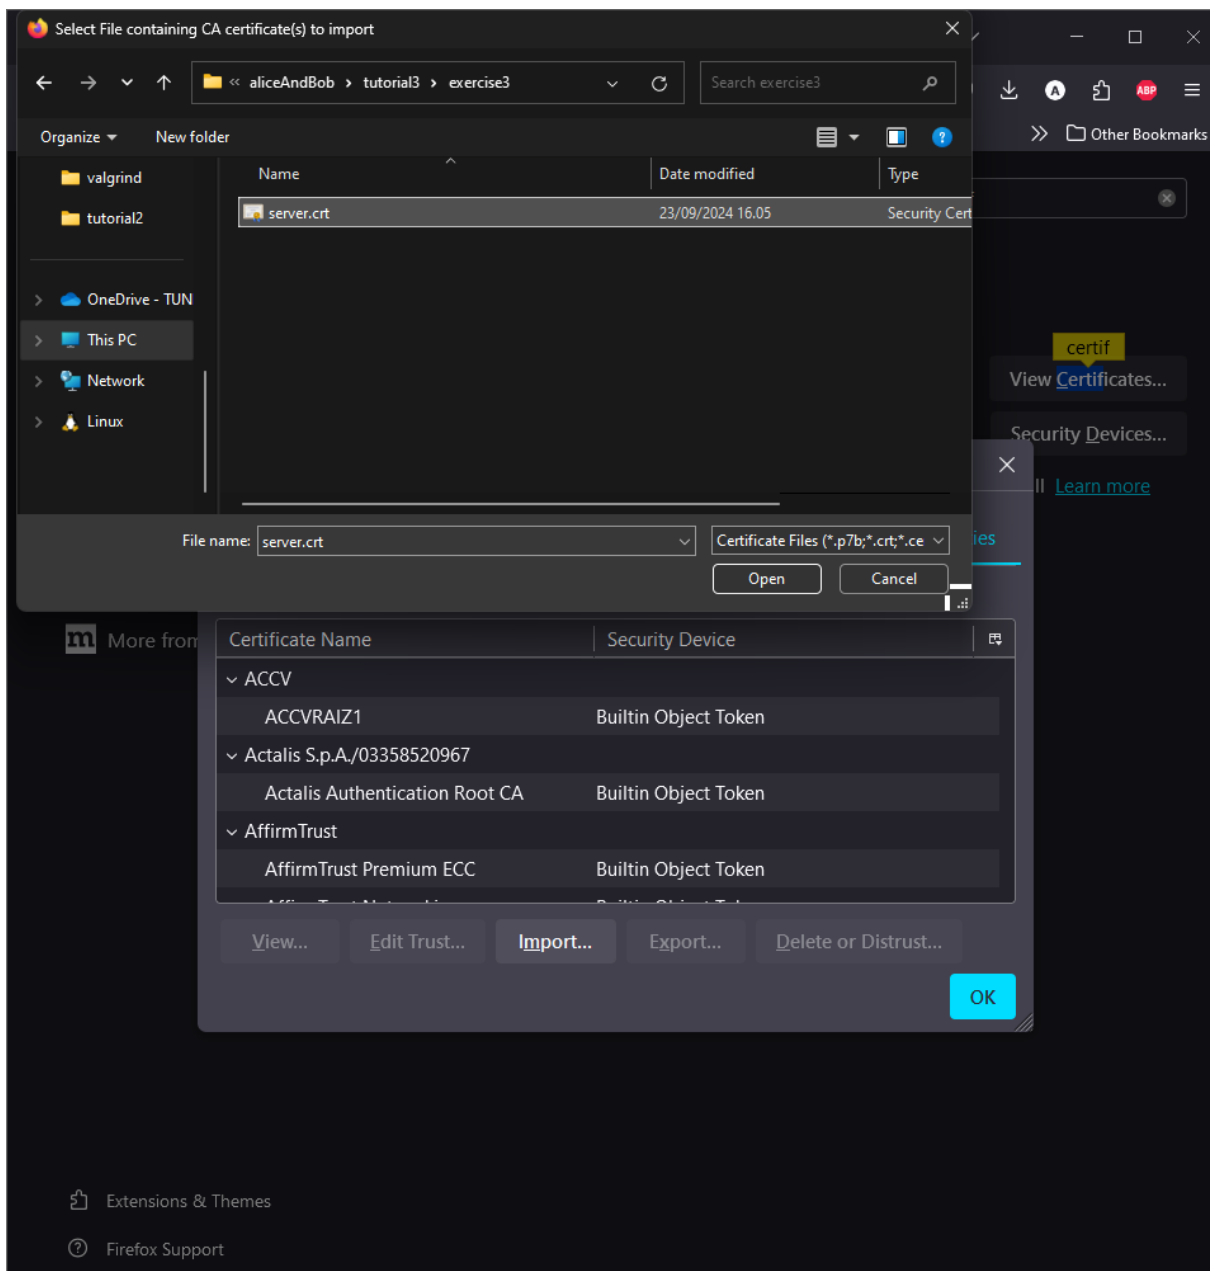 Select File containing CA certificate(s) to import
« aliceAndBob › tutorial3 › exercise3
Search exercise3
ABP
Organize
New folder
Other Bookmarks
valgrind
tutorial2
OneDrive - TUN
This PC
Network
Linux
Name
Date modified
Type
server.crt
23/09/2024 16.05
Security Cert
certif
View Certificates...
Security Devices...
Learn more
File name:
server.crt
Certificate Files (*.p7b;*.crt;*.ce
ies
Open
Cancel
m
More from
Certificate Name
Security Device
ACCV
ACCVRAIZ1
Builtin Object Token
Actalis S.p.A./03358520967
Actalis Authentication Root CA
Builtin Object Token
AffirmTrust
AffirmTrust Premium ECC
Builtin Object Token
View...
Edit Trust...
Import...
Export...
Delete or Distrust...
OK
Extensions & Themes
Firefox Support